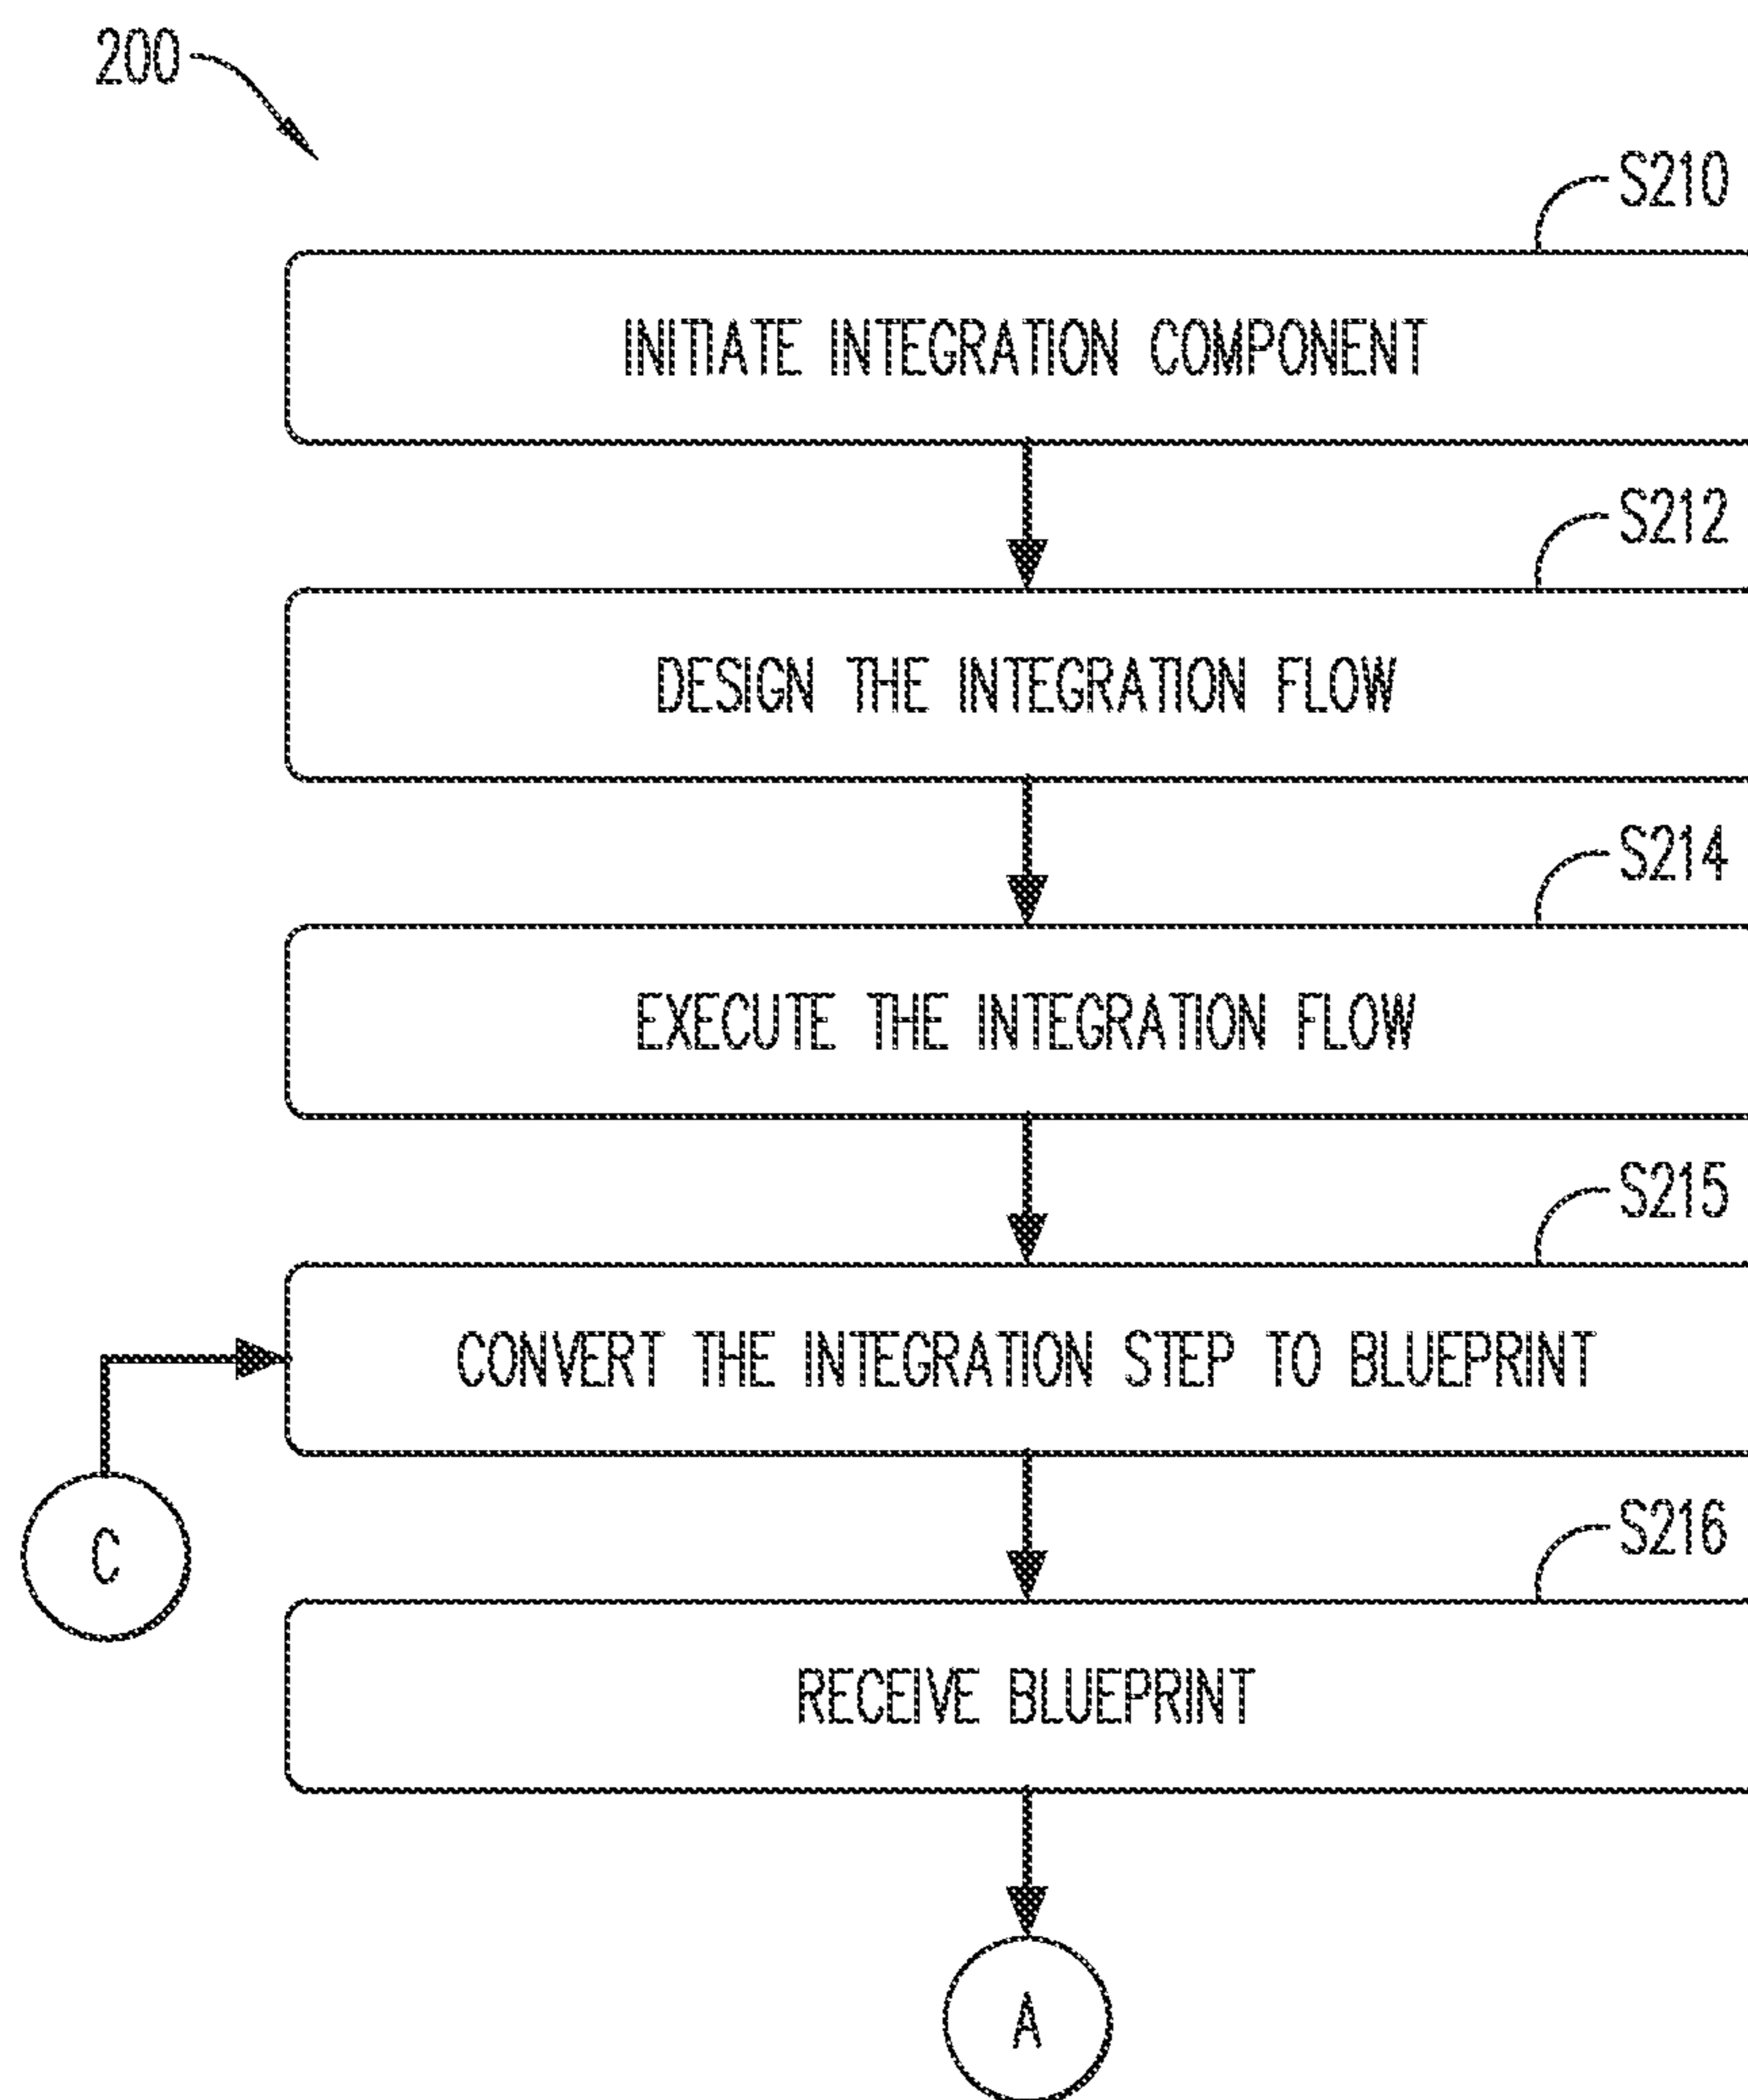 200
S210
INITIATE INTEGRATION COMPONENT
S212
DESIGN THE INTEGRATION FLOW
S214
EXECUTE THE INTEGRATION FLOW
S215
CONVERT THE INTEGRATION STEP TO BLUEPRINT
C
S216
RECEIVE BLUEPRINT
A